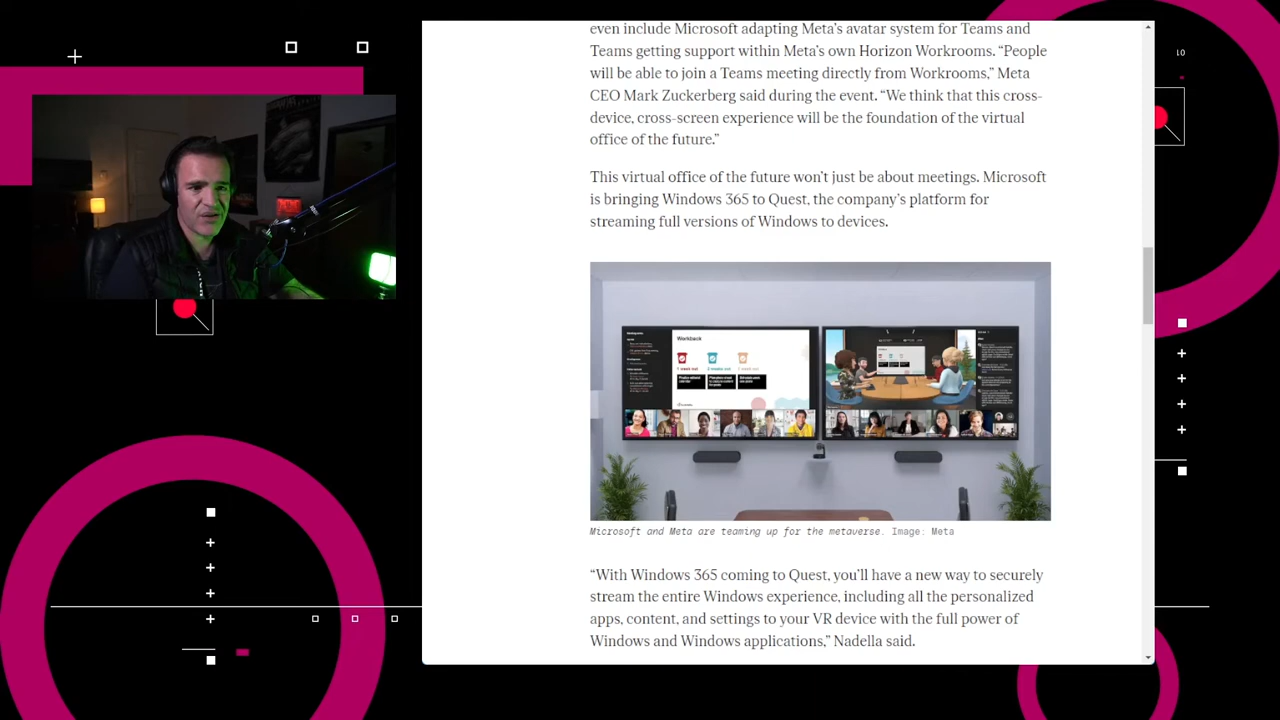 even include Microsoft adapting Meta's avatar system for Teams and
Teams getting support within Meta's own Horizon Workrooms. “People
will be able to join a Teams meeting directly from Workrooms,” Meta
CEO Mark Zuckerberg said during the event. “We think that this cross-
device, cross-screen experience will be the foundation of the virtual
office of the future.”
This virtual office of the future won't just be about meetings. Microsoft
is bringing Windows 365 to Quest, the company's platform for
streaming full versions of Windows to devices.
Workback
1 week out
Microsoft and Meta are teaming up for the metaverse. Image: Meta
“With Windows 365 coming to Quest, you'll have a new way to securely
stream the entire Windows experience, including all the personalized
apps, content, and settings to your VR device with the full power of
Windows and Windows applications,” Nadella said.